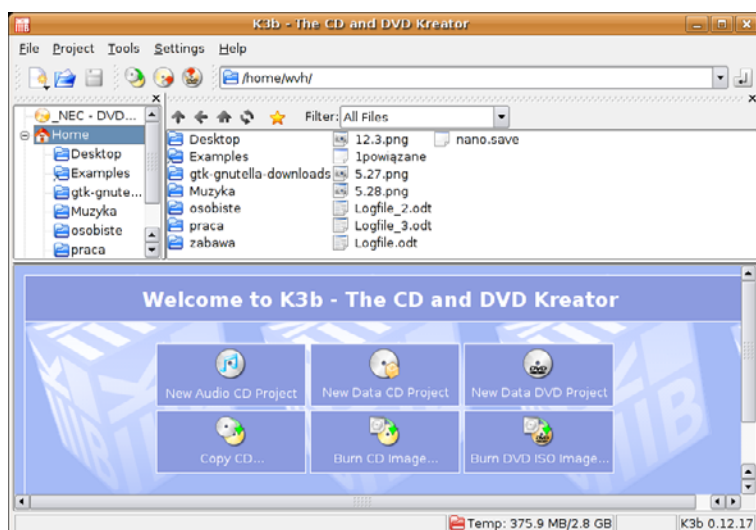 K3b - The CD and DVD Kreator
File Project Tools Settings Help
/home/wvh/
_NEC - DVD...
Home
Desktop
Examples
gtk-gnute...
Muzyka
osobiste
praca
Filter: All Files
Desktop 12.3.png nano.save
Examples 1powiązane
gtk-gnutella-downloads 5.27.png
Muzyka 5.28.png
osobiste Logfile_2.odt
praca Logfile_3.odt
zabawa Logfile.odt
Welcome to K3b - The CD and DVD Kreator
New Audio CD Project New Data CD Project New Data DVD Project
Copy CD... Burn CD Image... Burn DVD ISO Image...
Temp: 375.9 MB/2.8 GB K3b 0.12.17